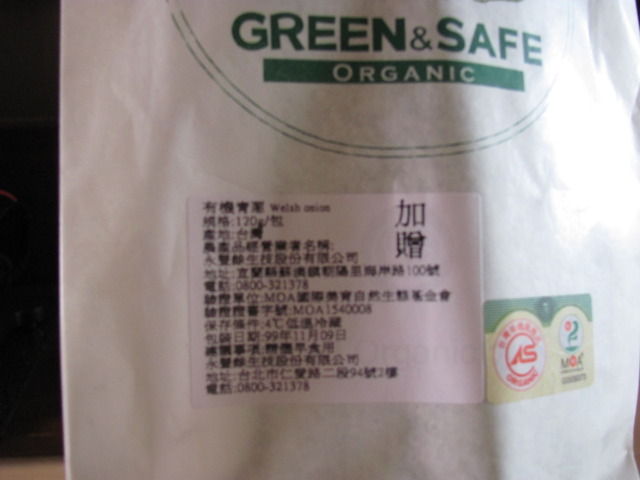 GREEN&SAFE
ORGANIC
有機青蔥 Welsh onion
加贈
規格:120g/包
產地:台灣
農產品經營業者名稱:
永豐餘生技股份有限公司
地址:宜蘭縣蘇澳鎮朝陽里海岸路100號
電話:0800-321378
驗證單位:MOA國際美育自然生態基金會
驗證證書字號:MOA1540008
保存條件:4℃低溫冷藏
包裝日期:99年11月09日
永豐餘生技股份有限公司
地址:台北市仁愛路二段94號2樓
電話:0800-321378
Organic
ORGANIC
MOA